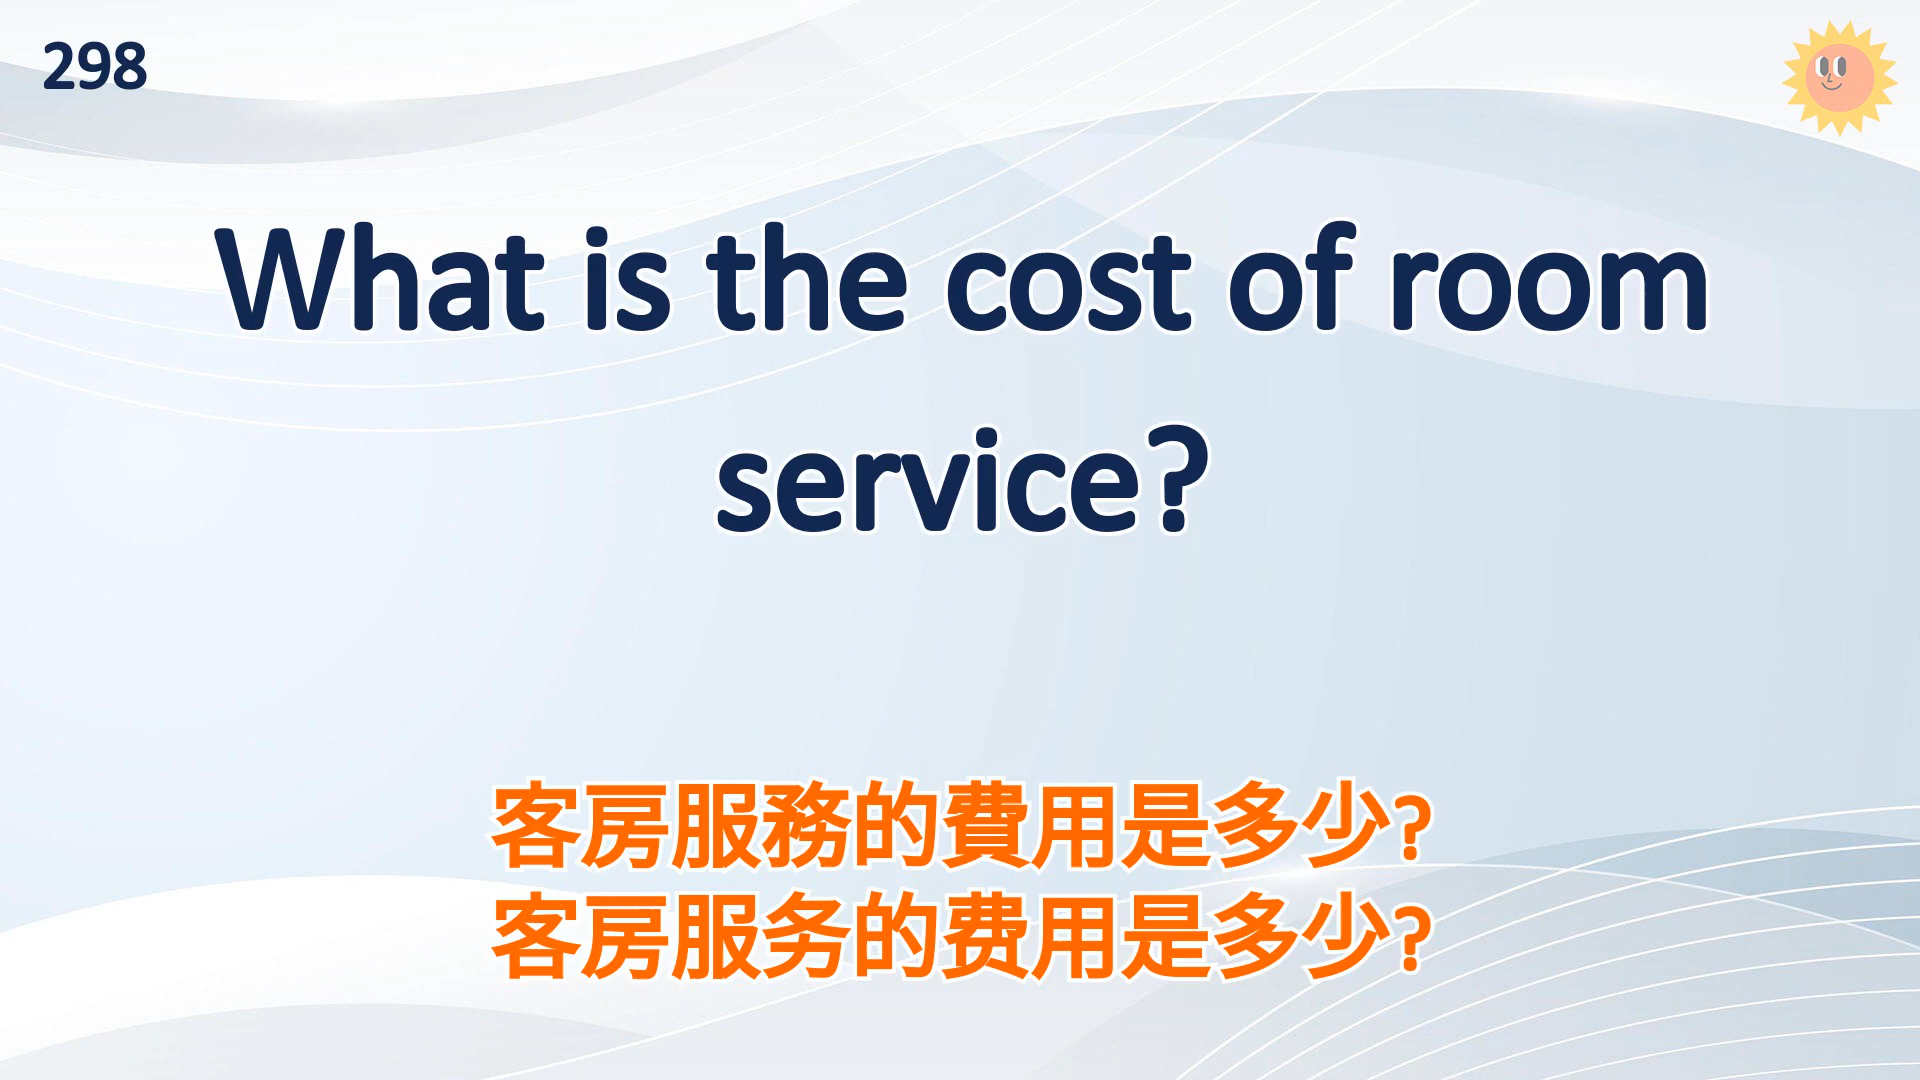 298
What is the cost of room
service?
客房服務的費用是多少?
客房服务的费用是多少?